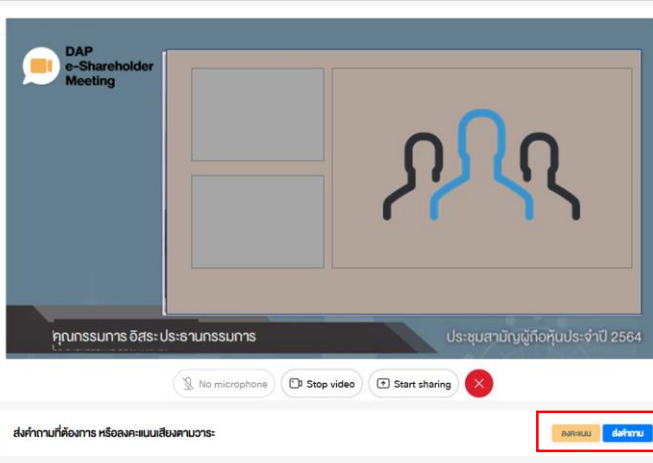 DAP
e-Shareholder
Meeting
คุณกรรมการ อิสระ ประธานกรรมการ
ประชุมสามัญผู้ถือหุ้นประจำปี 2564
No microphone
Stop video
Start sharing
ส่งคำถามที่ต้องการ หรือลงคะแนนเสียงตามวาระ
ลงคะแนน
ส่งคำถาม